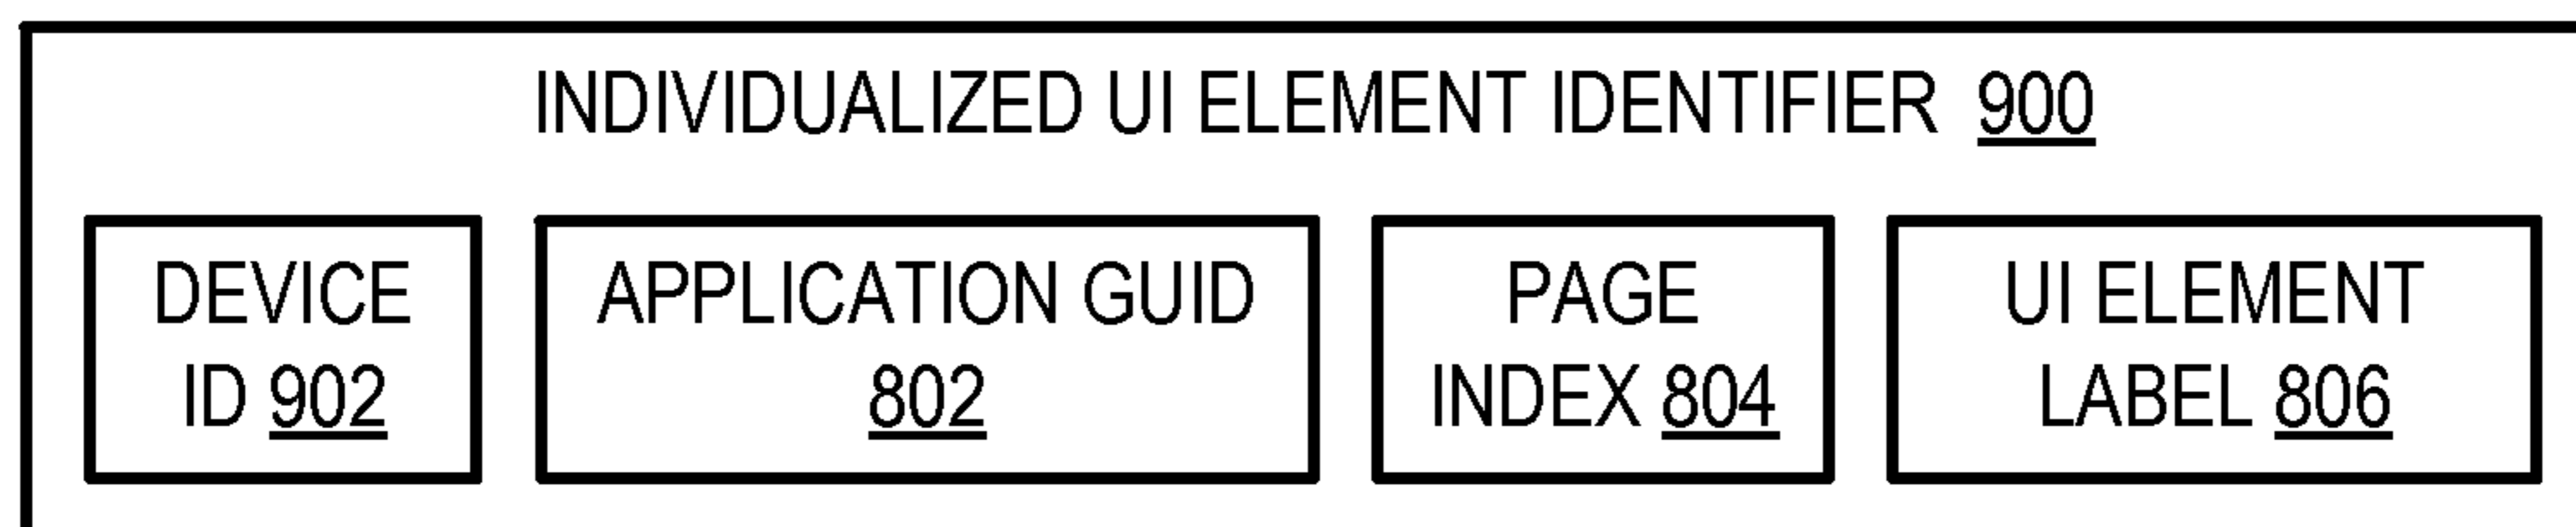 INDIVIDUALIZED UI ELEMENT IDENTIFIER 900
DEVICE
ID 902
APPLICATION GUID
802
PAGE
INDEX 804
UI ELEMENT
LABEL 806